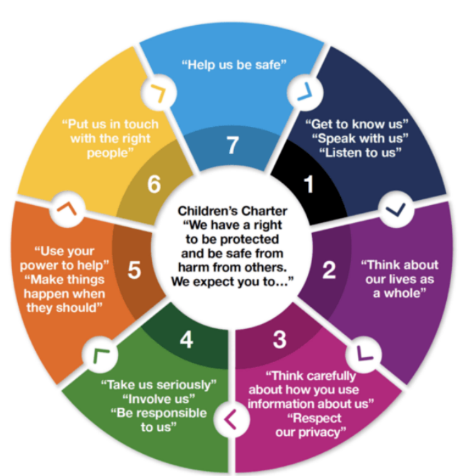 Children's Charter
“We have a right
to be protected
and be safe from
harm from others.
We expect you to...”
1
“Get to know us”
“Speak with us”
“Listen to us”
2
“Think about
our lives as
a whole”
3
“Think carefully
about how you use
information about us”
“Respect
our privacy”
4
“Take us seriously”
“Involve us”
“Be responsible
to us”
5
“Use your
power to help”
“Make things
happen when
they should”
6
“Put us in touch
with the right
people”
7
“Help us be safe”